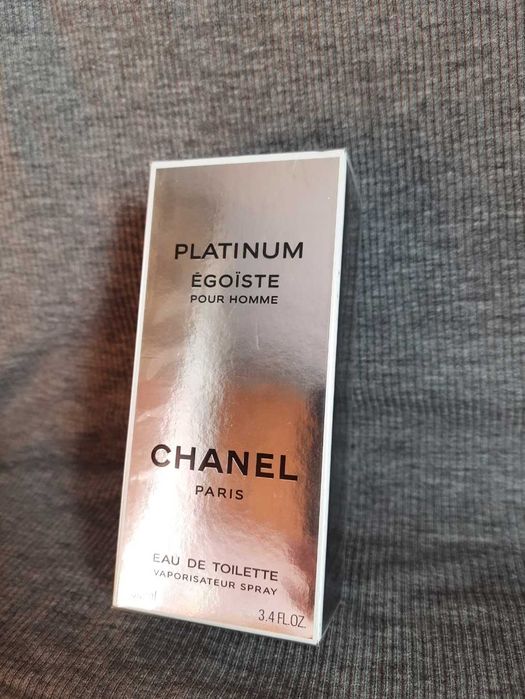 PLATINUM
ÉGOÏSTE
POUR HOMME
CHANEL
PARIS
EAU DE TOILETTE
VAPORISATEUR SPRAY
3.4 FL.OZ.